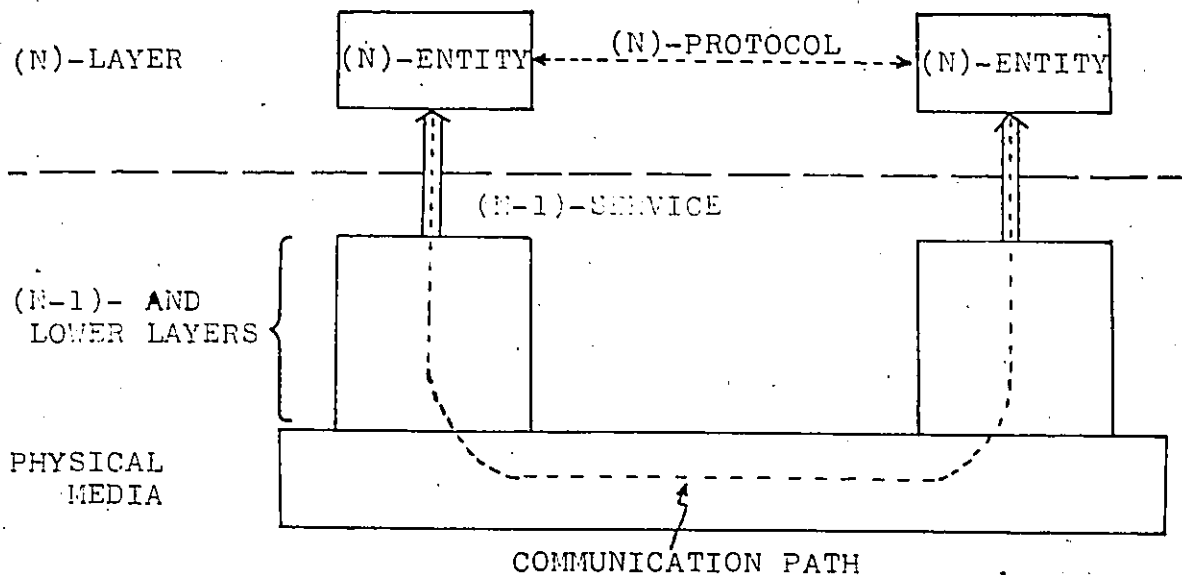 (N)-LAYER
(N)-ENTITY
(N)-PROTOCOL
(N)-ENTITY
(N-1)-SERVICE
(N-1)- AND
LOWER LAYERS
PHYSICAL
MEDIA
COMMUNICATION PATH